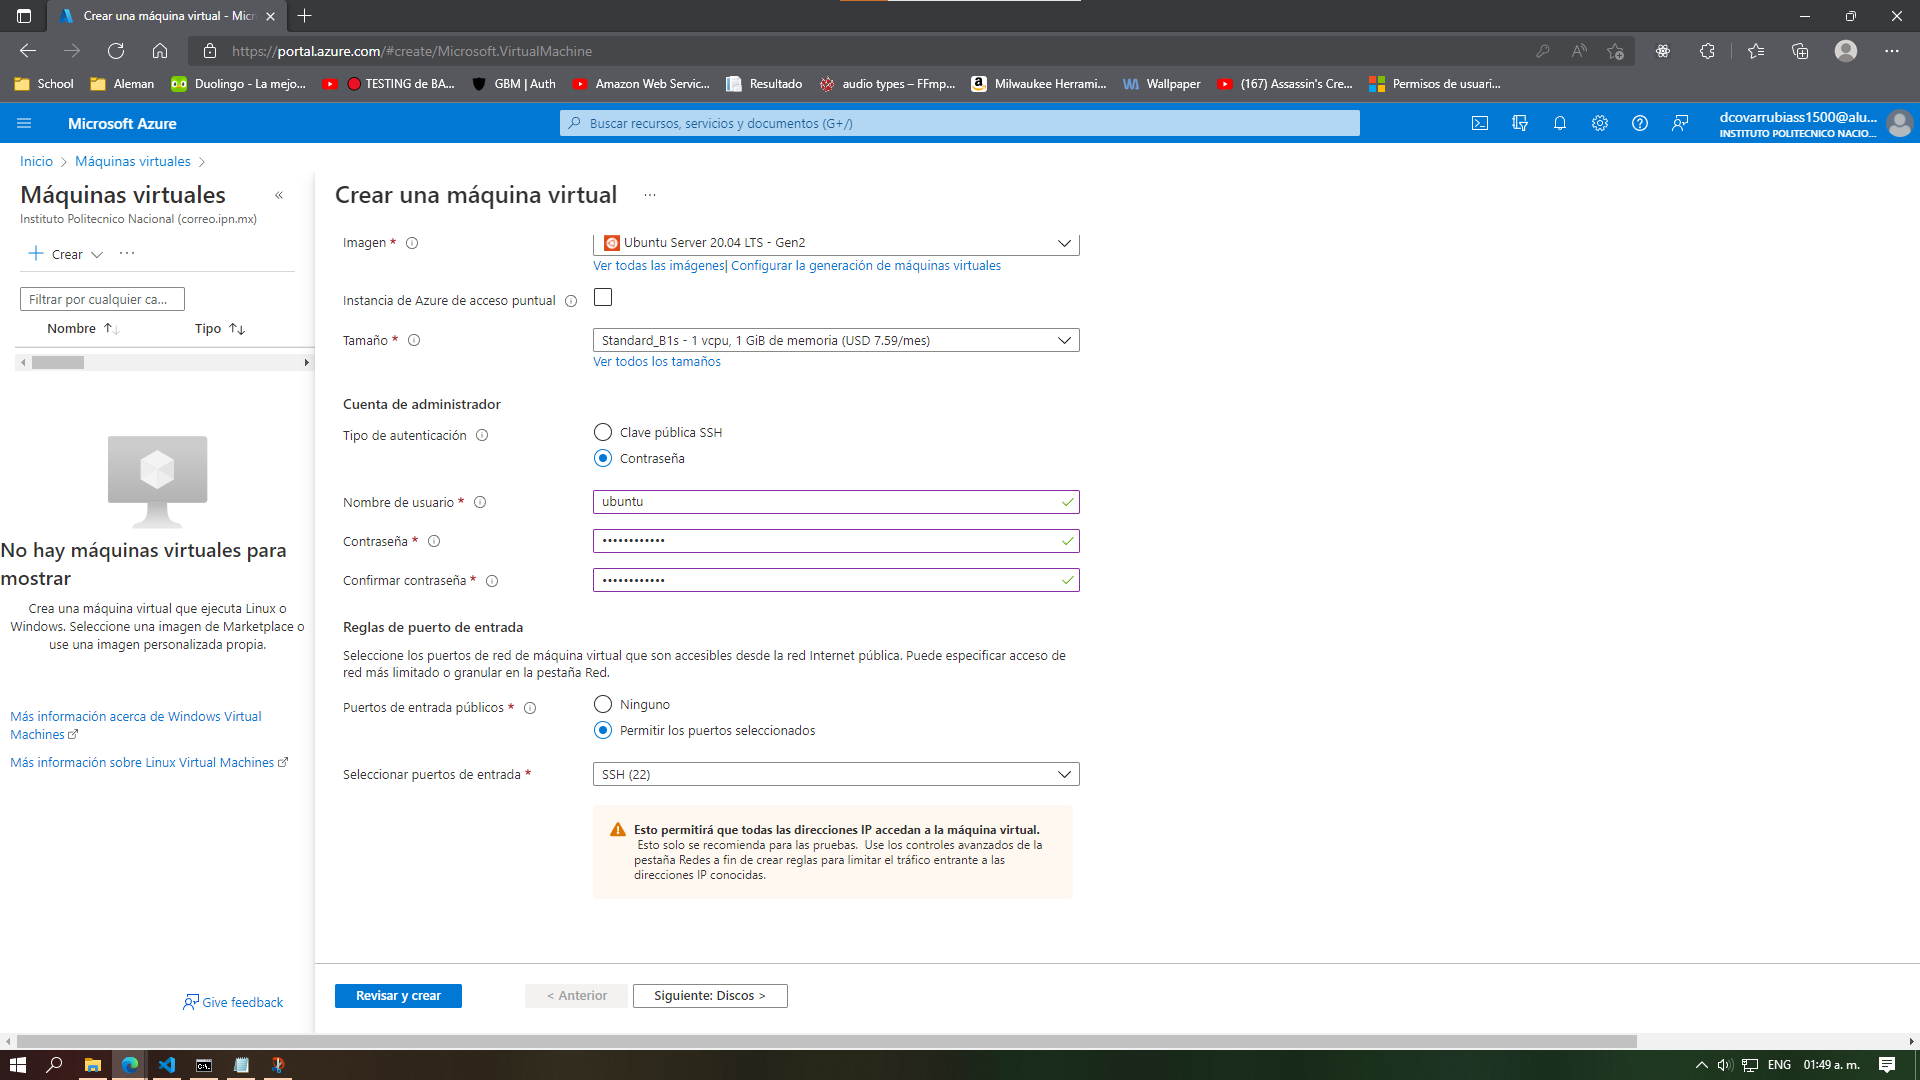 Crear una máquina virtual - Micr
https://portal.azure.com/#create/Microsoft.VirtualMachine
School
Aleman
Duolingo - La mejo...
TESTING de BA...
GBM | Auth
Amazon Web Servic...
Resultado
audio types – FFmp...
Milwaukee Herrami...
Wallpaper
(167) Assassin's Cre...
Permisos de usuari...
Microsoft Azure
Buscar recursos, servicios y documentos (G+/)
dcovarrubiass1500@alu...
INSTITUTO POLITECNICO NACIO...
Inicio
Máquinas virtuales
Máquinas virtuales
Instituto Politecnico Nacional (correo.ipn.mx)
Crear
Filtrar por cualquier ca...
Nombre
Tipo
No hay máquinas virtuales para
mostrar
Crea una máquina virtual que ejecuta Linux o
Windows. Seleccione una imagen de Marketplace o
use una imagen personalizada propia.
Más información acerca de Windows Virtual
Machines
Más información sobre Linux Virtual Machines
Give feedback
Crear una máquina virtual
Imagen *
Ubuntu Server 20.04 LTS - Gen2
Ver todas las imágenes| Configurar la generación de máquinas virtuales
Instancia de Azure de acceso puntual
Tamaño *
Standard_B1s - 1 vcpu, 1 GiB de memoria (USD 7.59/mes)
Ver todos los tamaños
Cuenta de administrador
Tipo de autenticación
Clave pública SSH
Contraseña
Nombre de usuario *
ubuntu
Contraseña *
••••••••••••
Confirmar contraseña *
••••••••••••
Reglas de puerto de entrada
Seleccione los puertos de red de máquina virtual que son accesibles desde la red Internet pública. Puede especificar acceso de
red más limitado o granular en la pestaña Red.
Puertos de entrada públicos *
Ninguno
Permitir los puertos seleccionados
Seleccionar puertos de entrada *
SSH (22)
Esto permitirá que todas las direcciones IP accedan a la máquina virtual.
Esto solo se recomienda para las pruebas. Use los controles avanzados de la
pestaña Redes a fin de crear reglas para limitar el tráfico entrante a las
direcciones IP conocidas.
Revisar y crear
< Anterior
Siguiente: Discos >
ENG
01:49 a. m.